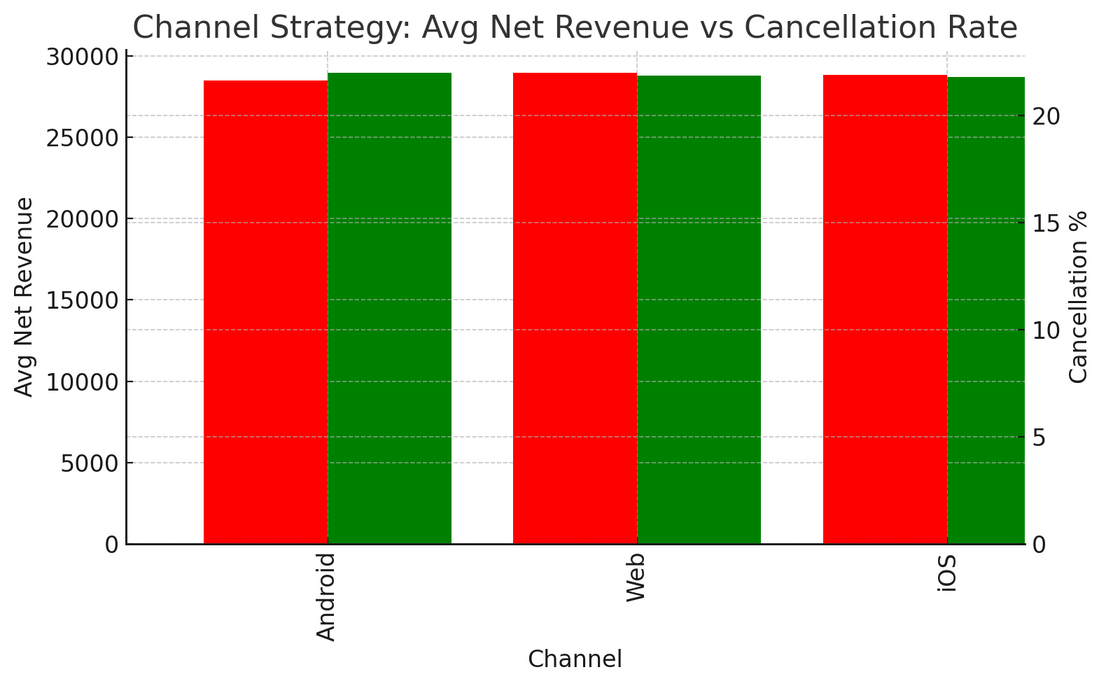 Channel Strategy: Avg Net Revenue vs Cancellation Rate
30000
25000
20000
15000
10000
5000
0
Avg Net Revenue
20
15
10
5
0
Cancellation %
Android
Web
iOS
Channel